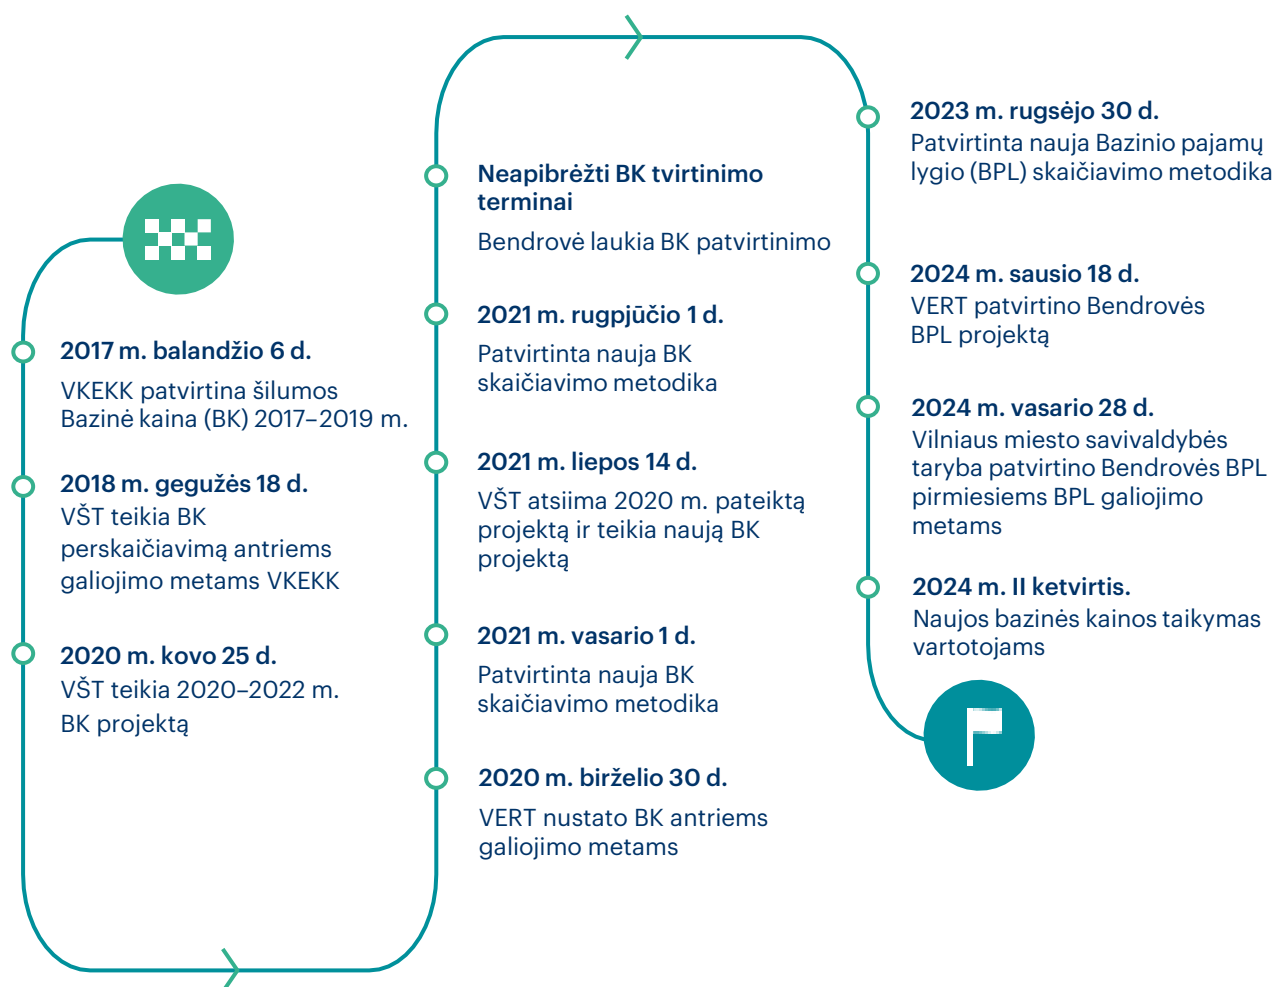 2017 m. balandžio 6 d.
VKEKK patvirtina šilumos
Bazinė kaina (BK) 2017–2019 m.
2018 m. gegužės 18 d.
VŠT teikia BK
perskaičiavimą antriems
galiojimo metams VKEKK
2020 m. kovo 25 d.
VŠT teikia 2020–2022 m.
BK projektą
Neapibrėžti BK tvirtinimo
terminai
Bendrovė laukia BK patvirtinimo
2021 m. rugpjūčio 1 d.
Patvirtinta nauja BK
skaičiavimo metodika
2021 m. liepos 14 d.
VŠT atsiima 2020 m. pateiktą
projektą ir teikia naują BK
projektą
2021 m. vasario 1 d.
Patvirtinta nauja BK
skaičiavimo metodika
2020 m. birželio 30 d.
VERT nustato BK antriems
galiojimo metams
2023 m. rugsėjo 30 d.
Patvirtinta nauja Bazinio pajamų
lygio (BPL) skaičiavimo metodika
2024 m. sausio 18 d.
VERT patvirtino Bendrovės
BPL projektą
2024 m. vasario 28 d.
Vilniaus miesto savivaldybės
taryba patvirtino Bendrovės BPL
pirmiesiems BPL galiojimo
metams
2024 m. II ketvirtis.
Naujos bazinės kainos taikymas
vartotojams